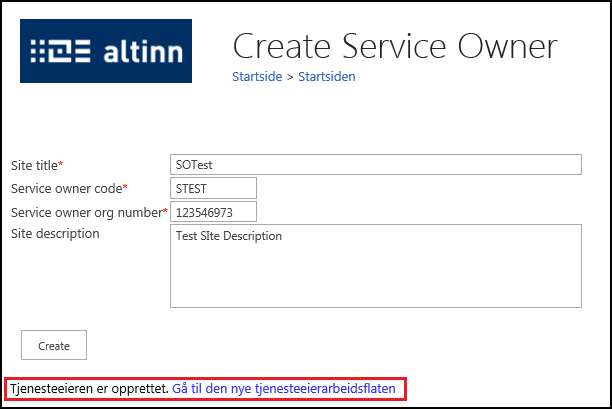 altinn
Create Service Owner
Startside > Startsiden
Site title* SOTest
Service owner code* STEST
Service owner org number* 123546973
Site description Test SIte Description
Create
Tjenesteeieren er opprettet. Gå til den nye tjenesteeierarbeidsflaten